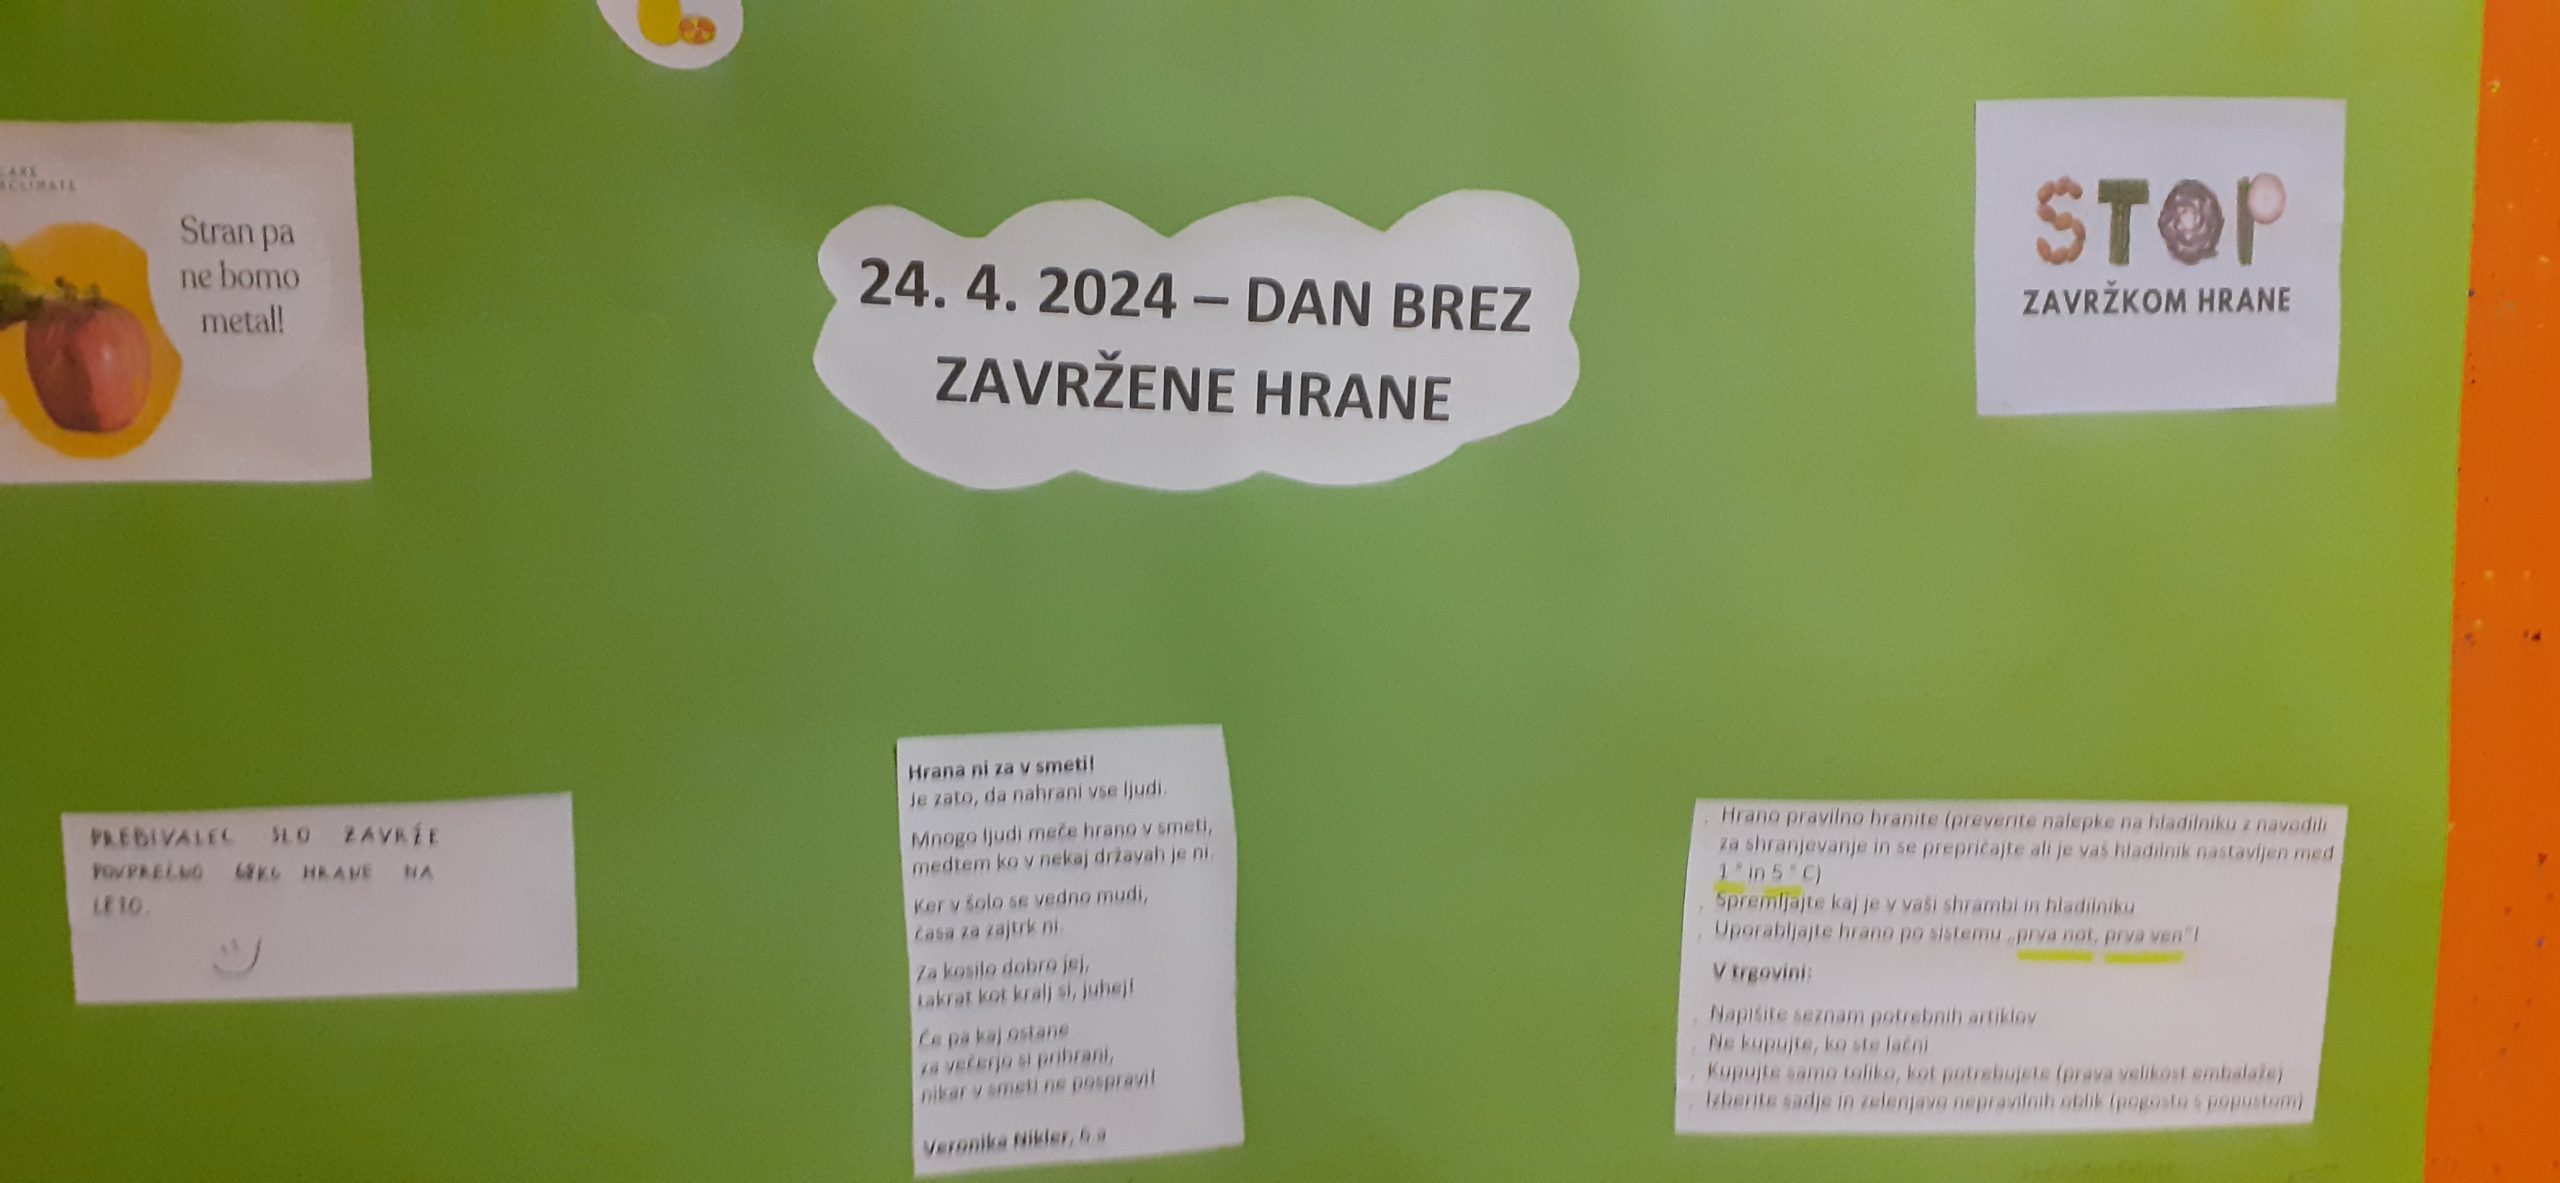 CARE
4CLIMATE
Stran pa
ne bomo
metal!
24. 4. 2024 – DAN BREZ
ZAVRŽENE HRANE
STOP
ZAVRŽKOM HRANE
PREBIVALEC SLO ZAVRŽE
POVPREČNO 68KG HRANE NA
LETO.
Hrana ni za v smeti!
Je zato, da nahrani vse ljudi.
Mnogo ljudi meče hrano v smeti,
medtem ko v nekaj državah je ni.
Ker v šolo se vedno mudi,
časa za zajtrk ni.
Za kosilo dobro jej,
takrat kot kralj si, juhej!
Če pa kaj ostane
za večerjo si prihrani,
nikar v smeti ne pospravi!
Veronika Nikler, 6.a
Hrano pravilno hranite (preverite nalepke na hladilniku z navodili
za shranjevanje in se prepričajte ali je vaš hladilnik nastavljen med
1 ° in 5 ° C)
Spremljajte kaj je v vaši shrambi in hladilniku
Uporabljajte hrano po sistemu „prva not, prva ven"!
V trgovini:
Napišite seznam potrebnih artiklov
Ne kupujte, ko ste lačni
Kupujte samo toliko, kot potrebujete (prava velikost embalaže)
Izberite sadje in zelenjavo nepravilnih oblik (pogosto s popustom)